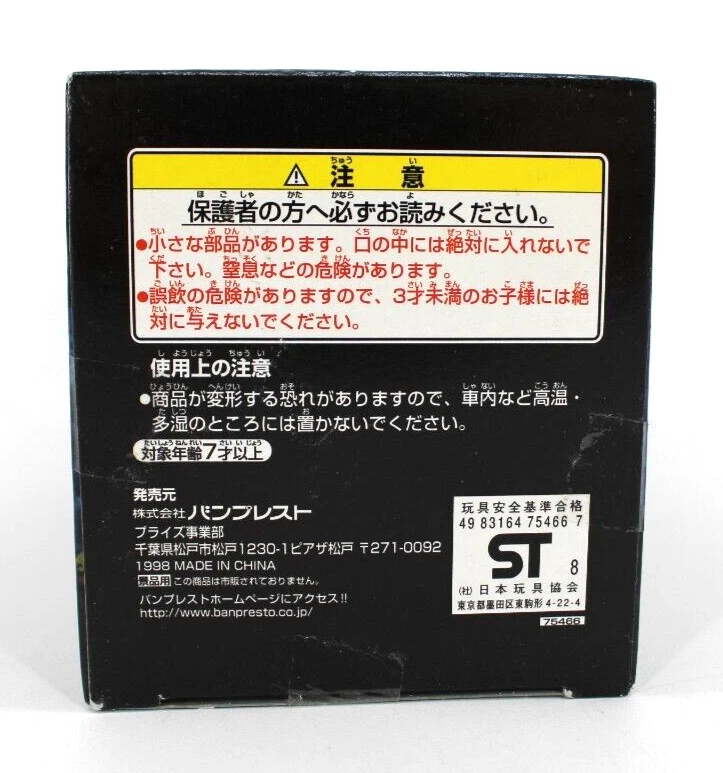 ⚠ 注意
保護者の方へ必ずお読みください。
●小さな部品があります。口の中には絶対に入れないで
下さい。窒息などの危険があります。
●誤飲の危険がありますので、3才未満のお子様には絶
対に与えないでください。
使用上の注意
●商品が変形する恐れがありますので、車内など高温・
多湿のところには置かないでください。
対象年齢7才以上
発売元
株式会社 バンプレスト
プライズ事業部
千葉県松戸市松戸1230-1ピアザ松戸 〒271-0092
1998 MADE IN CHINA
景品用 この商品は市販されておりません。
バンプレストホームページにアクセス!!
http://www.banpresto.co.jp/
玩具安全基準合格
49 83164 75466 7
ST 8
(社) 日本玩具協会
東京都墨田区東駒形4-22-4
75466